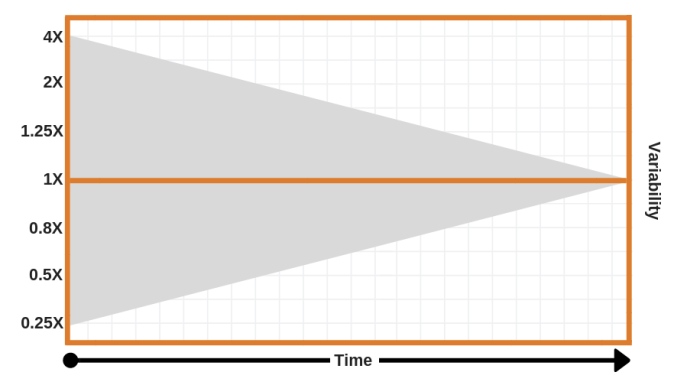 4X
2X
1.25X
1X
0.8X
0.5X
0.25X
Variability
Time